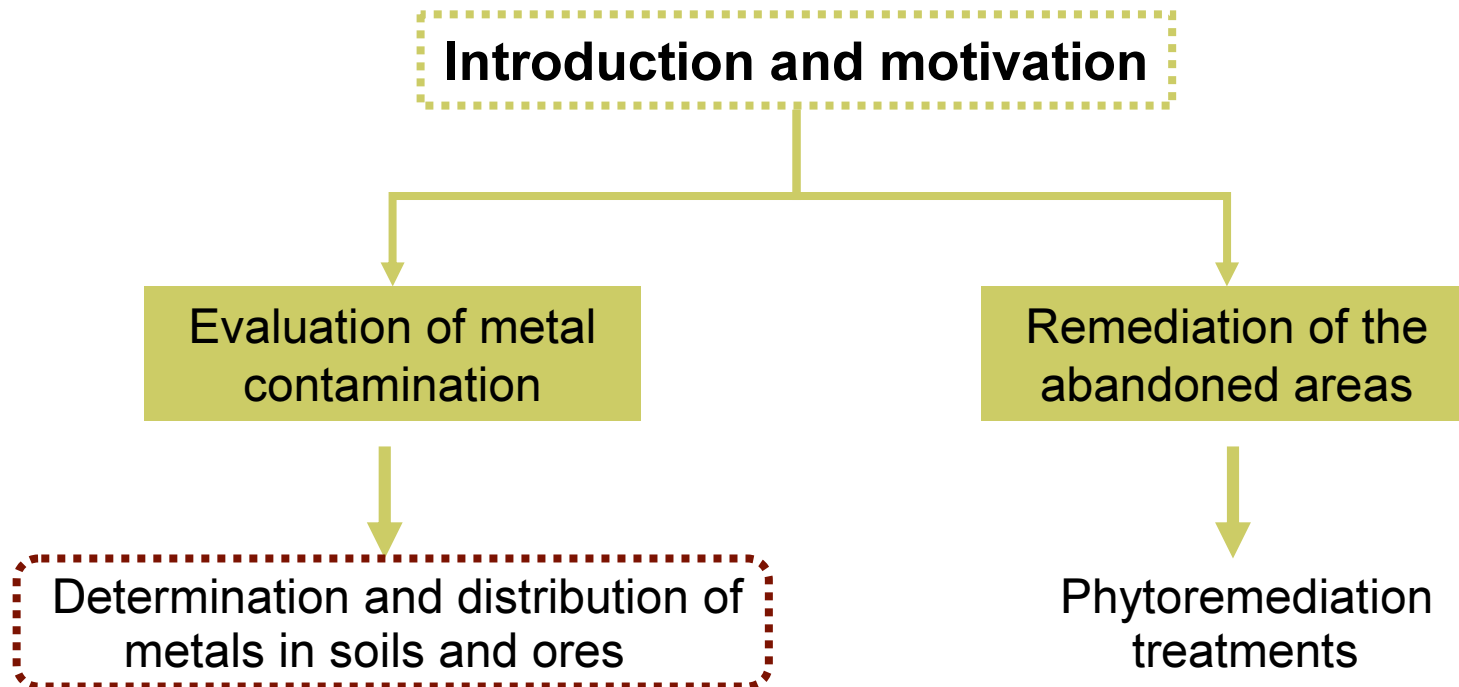 Introduction and motivation
Evaluation of metal
contamination
Remediation of the
abandoned areas
Determination and distribution of
metals in soils and ores
Phytoremediation
treatments